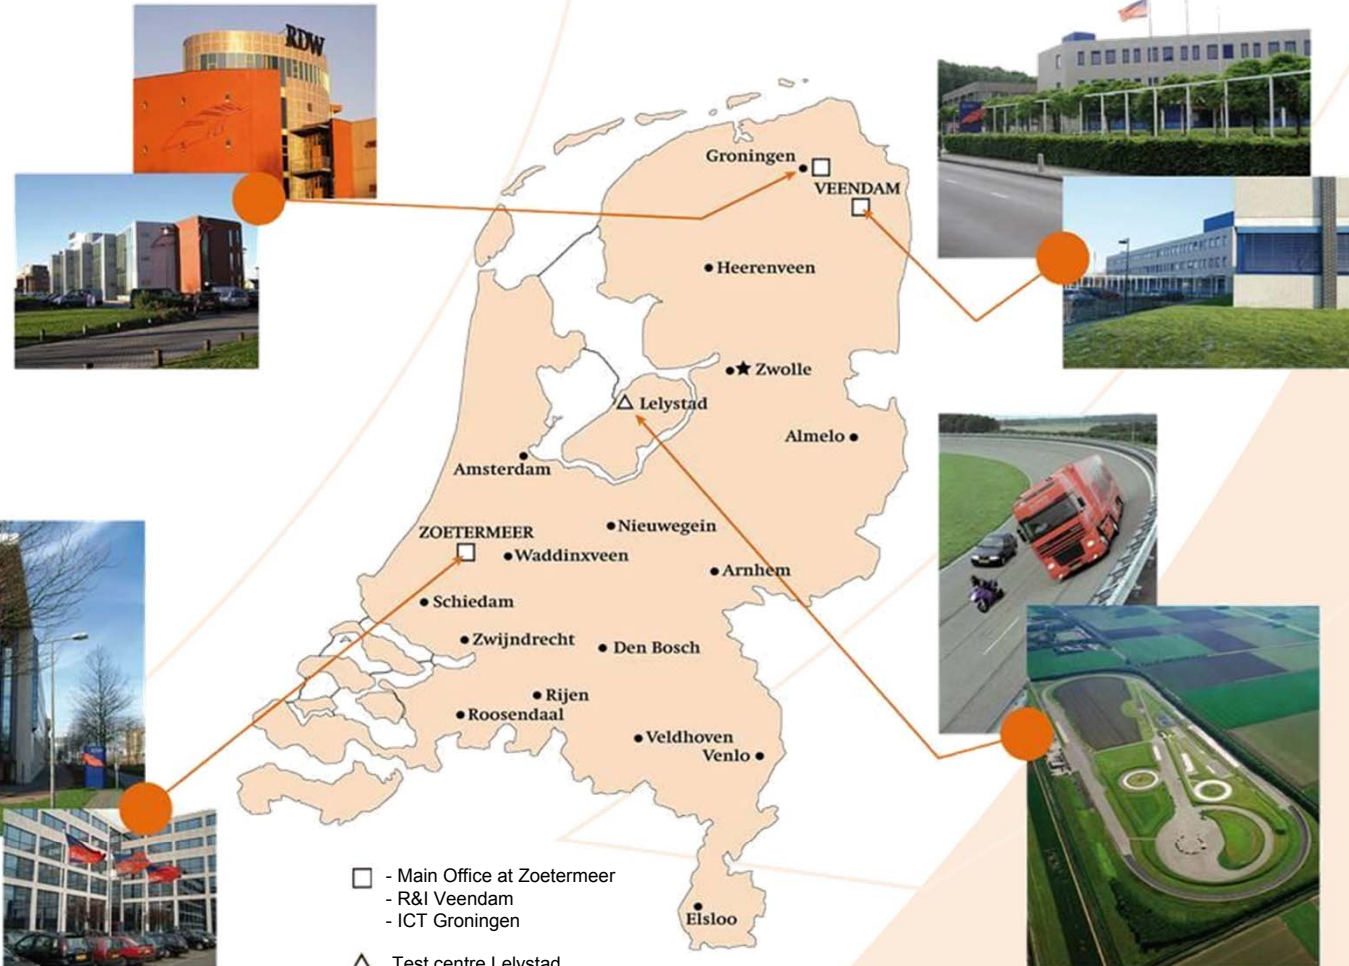 RDW
Groningen
VEENDAM
Heerenveen
Zwolle
Lelystad
Almelo
Amsterdam
Nieuwegein
ZOETERMEER
Waddinxveen
Arnhem
Schiedam
Zwijndrecht
Den Bosch
Rijen
Roosendaal
Veldhoven
Venlo
Elsloo
- Main Office at Zoetermeer
- R&I Veendam
- ICT Groningen
Test centre Lelystad